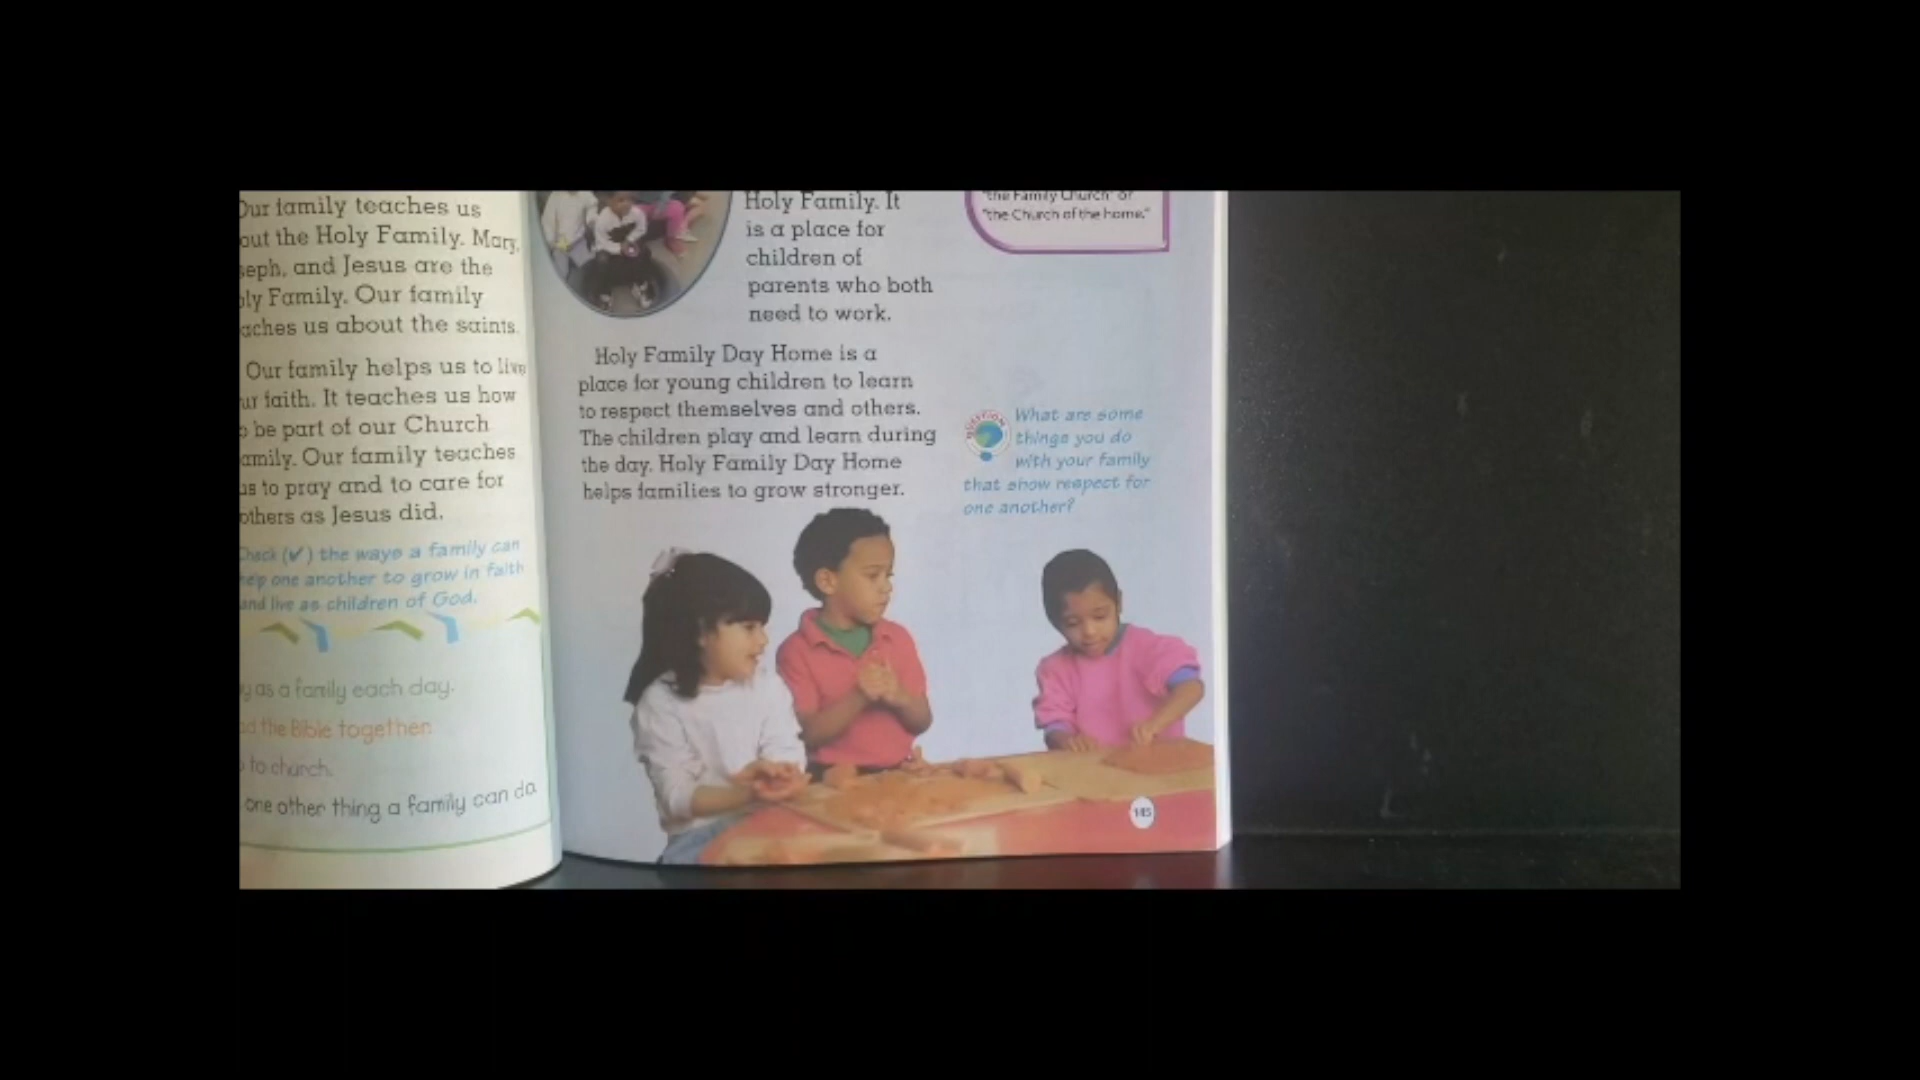 Our family teaches us
out the Holy Family. Mary,
seph, and Jesus are the
oly Family. Our family
aches us about the saints.
Our family helps us to live
ur faith. It teaches us how
o be part of our Church
amily. Our family teaches
us to pray and to care for
others as Jesus did.
Check (✔) the ways a family can
help one another to grow in faith
and live as children of God.
y as a family each day.
ad the Bible together.
o to church.
one other thing a family can do.
Holy Family. It
is a place for
children of
parents who both
need to work.
Holy Family Day Home is a
place for young children to learn
to respect themselves and others.
The children play and learn during
the day. Holy Family Day Home
helps families to grow stronger.
"the Family Church" or
"the Church of the home."
QUESTION
What are some
things you do
with your family
that show respect for
one another?